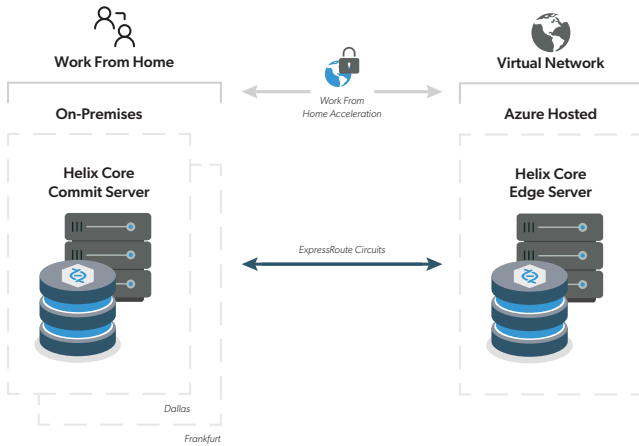 Work From Home
Virtual Network
Work From
Home Acceleration
On-Premises
Azure Hosted
Helix Core
Commit Server
Helix Core
Edge Server
ExpressRoute Circuits
Dallas
Frankfurt